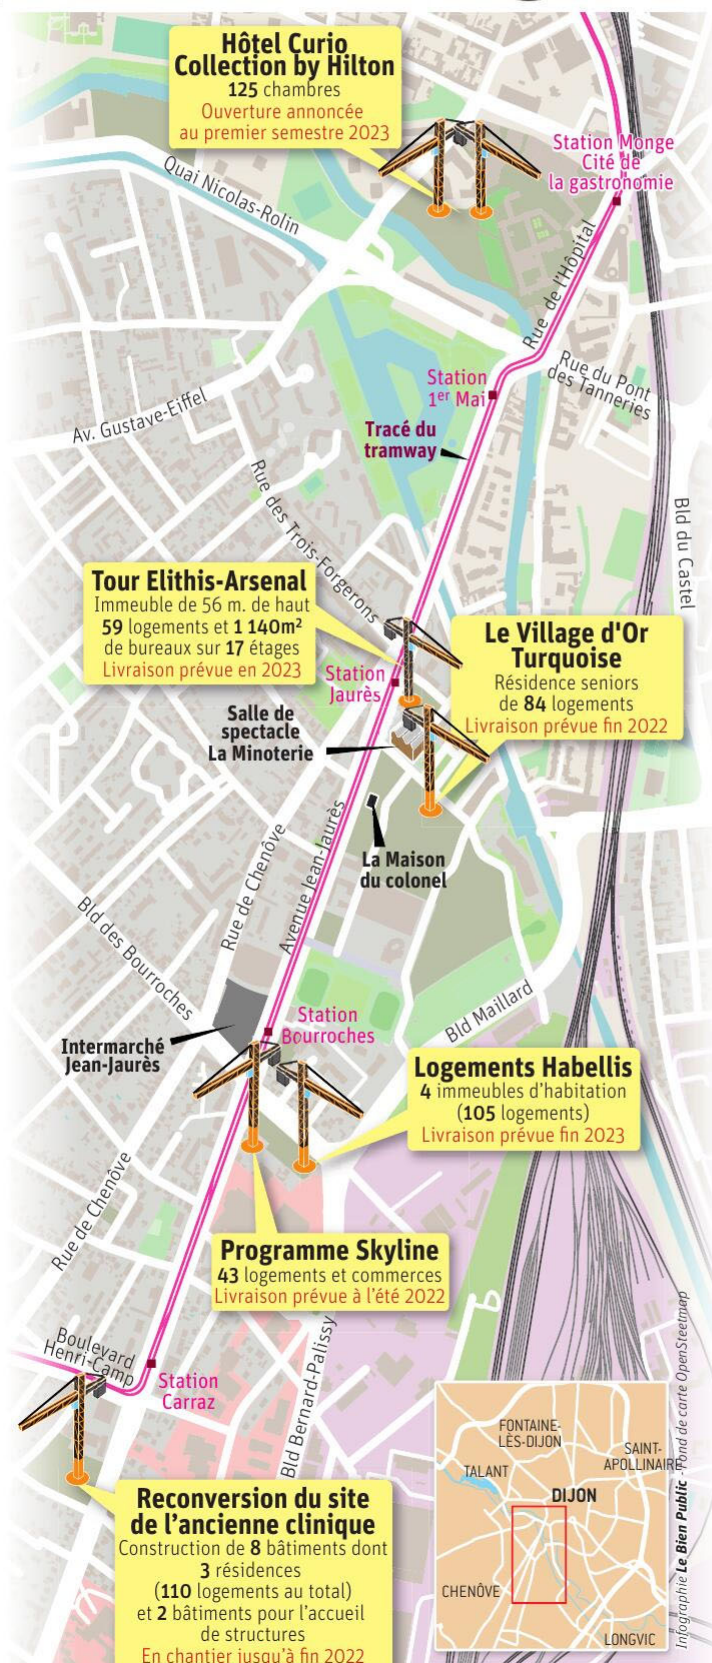 Hôtel Curio
Collection by Hilton
125 chambres
Ouverture annoncée
au premier semestre 2023
Station Monge
Cité de
la gastronomie
Quai Nicolas-Rolin
Rue de l'Hôpital
Rue du Pont
des Tanneries
Station
1er Mai
Av. Gustave-Eiffel
Tracé du
tramway
Rue des Trois-Forgerons
Bld du Castel
Tour Elithis-Arsenal
Immeuble de 56 m. de haut
59 logements et 1 140m²
de bureaux sur 17 étages
Livraison prévue en 2023
Le Village d'Or
Turquoise
Résidence seniors
de 84 logements
Livraison prévue fin 2022
Station
Jaurès
Salle de
spectacle
La Minoterie
La Maison
du colonel
Rue de Chenôve
Avenue Jean-Jaurès
Bld des Bourroches
Station
Bourroches
Bld Maillard
Intermarché
Jean-Jaurès
Logements Habellis
4 immeubles d'habitation
(105 logements)
Livraison prévue fin 2023
Rue de Chenôve
Programme Skyline
43 logements et commerces
Livraison prévue à l'été 2022
Boulevard
Henri-Camp
Station
Carraz
Bld Bernard-Palissy
Reconversion du site
de l'ancienne clinique
Construction de 8 bâtiments dont
3 résidences
(110 logements au total)
et 2 bâtiments pour l'accueil
de structures
En chantier jusqu'à fin 2022
FONTAINE-
LÈS-DIJON
SAINT-
APOLLINAIRE
TALANT
DIJON
CHENÔVE
LONGVIC
Infographie Le Bien Public - Fond de carte OpenSteetmap